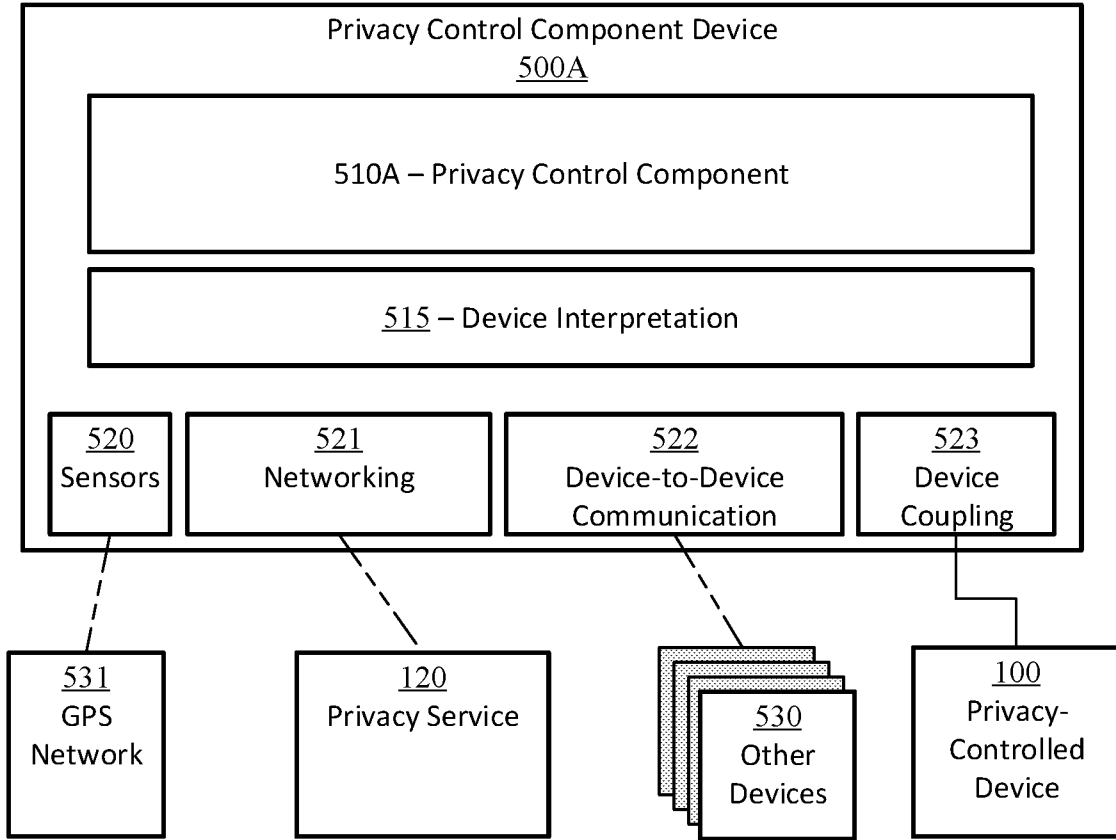 Privacy Control Component Device
500A
510A – Privacy Control Component
515 – Device Interpretation
520
Sensors
521
Networking
522
Device-to-Device
Communication
523
Device
Coupling
531
GPS
Network
120
Privacy Service
530
Other
Devices
100
Privacy-
Controlled
Device